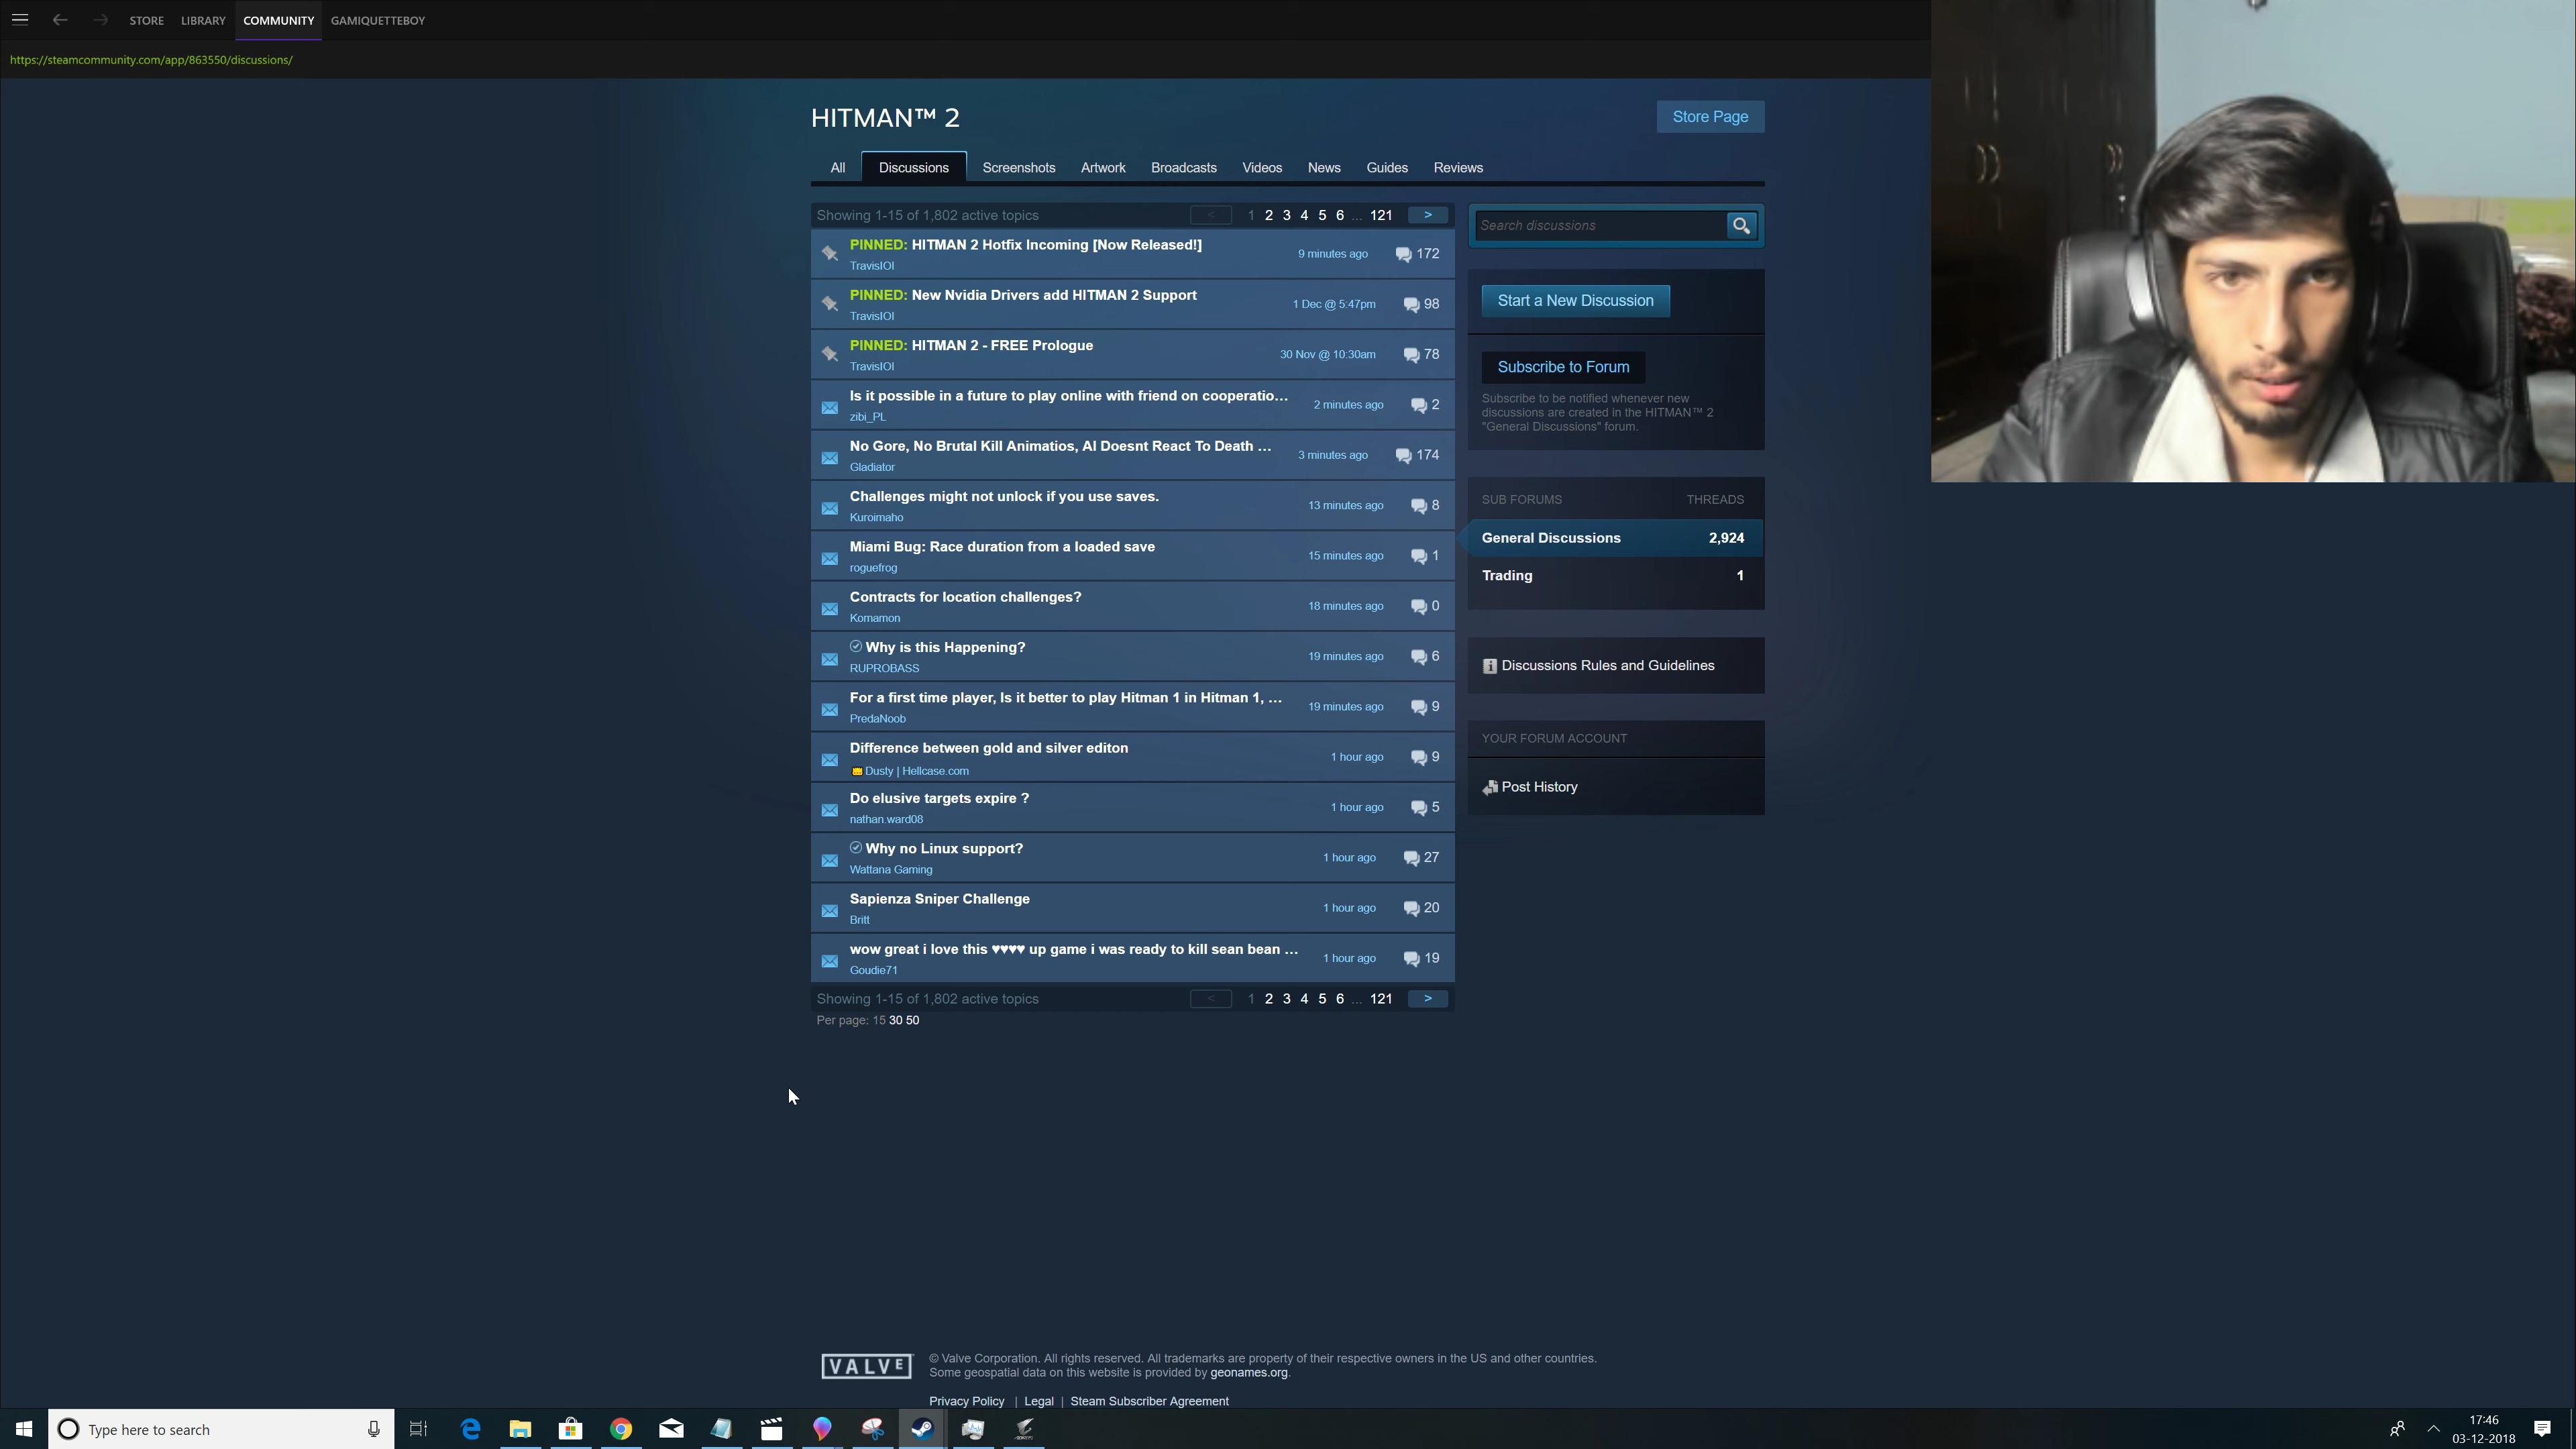 STORE LIBRARY COMMUNITY GAMIQUETTEBOY
https://steamcommunity.com/app/863550/discussions/
HITMAN™ 2
Store Page
All Discussions Screenshots Artwork Broadcasts Videos News Guides Reviews
Showing 1-15 of 1,802 active topics < 1 2 3 4 5 6 ... 121 >
PINNED: HITMAN 2 Hotfix Incoming [Now Released!] 9 minutes ago 172
TravisIOI
PINNED: New Nvidia Drivers add HITMAN 2 Support 1 Dec @ 5:47pm 98
TravisIOI
PINNED: HITMAN 2 - FREE Prologue 30 Nov @ 10:30am 78
TravisIOI
Is it possible in a future to play online with friend on cooperatio... 2 minutes ago 2
zibi_PL
No Gore, No Brutal Kill Animatios, AI Doesnt React To Death ... 3 minutes ago 174
Gladiator
Challenges might not unlock if you use saves. 13 minutes ago 8
Kuroimaho
Miami Bug: Race duration from a loaded save 15 minutes ago 1
roguefrog
Contracts for location challenges? 18 minutes ago 0
Komamon
Why is this Happening? 19 minutes ago 6
RUPROBASS
For a first time player, Is it better to play Hitman 1 in Hitman 1, ... 19 minutes ago 9
PredaNoob
Difference between gold and silver editon 1 hour ago 9
Dusty | Hellcase.com
Do elusive targets expire ? 1 hour ago 5
nathan.ward08
Why no Linux support? 1 hour ago 27
Wattana Gaming
Sapienza Sniper Challenge 1 hour ago 20
Britt
wow great i love this ♥♥♥♥ up game i was ready to kill sean bean ... 1 hour ago 19
Goudie71
Showing 1-15 of 1,802 active topics < 1 2 3 4 5 6 ... 121 >
Per page: 15 30 50
Search discussions
Start a New Discussion
Subscribe to Forum
Subscribe to be notified whenever new
discussions are created in the HITMAN™ 2
"General Discussions" forum.
SUB FORUMS THREADS
General Discussions 2,924
Trading 1
Discussions Rules and Guidelines
YOUR FORUM ACCOUNT
Post History
VALVE
© Valve Corporation. All rights reserved. All trademarks are property of their respective owners in the US and other countries.
Some geospatial data on this website is provided by geonames.org.
Privacy Policy | Legal | Steam Subscriber Agreement
Type here to search
17:46
03-12-2018